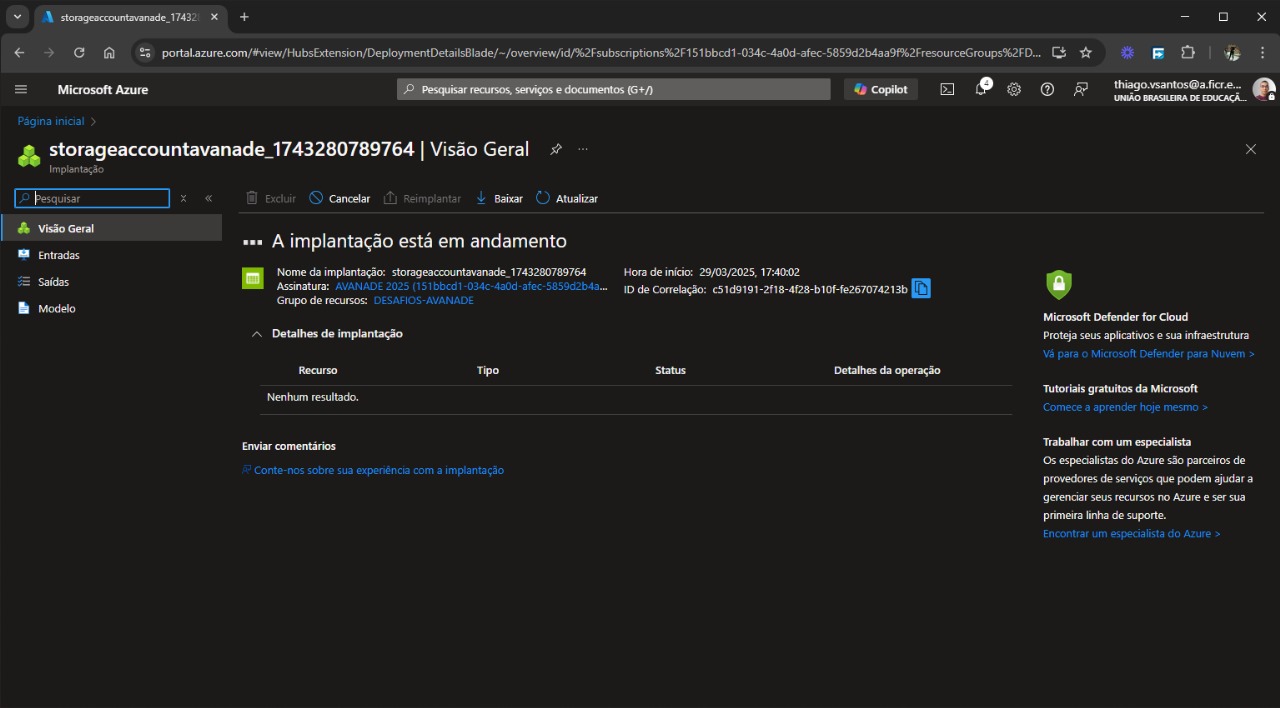 storageaccountavanade_17432
portal.azure.com/#view/HubsExtension/DeploymentDetailsBlade/~/overview/id/%2Fsubscriptions%2F151bbcd1-034c-4a0d-afec-5859d2b4aa9f%2FresourceGroups%2FD...
Microsoft Azure
Pesquisar recursos, serviços e documentos (G+/)
Copilot
4
thiago.vsantos@a.ficr.e...
UNIÃO BRASILEIRA DE EDUCAÇÃ...
Página inicial >
storageaccountavanade_1743280789764 | Visão Geral
Implantação
Pesquisar
Excluir
Cancelar
Reimplantar
Baixar
Atualizar
Visão Geral
Entradas
Saídas
Modelo
A implantação está em andamento
Nome da implantação: storageaccountavanade_1743280789764
Assinatura: AVANADE 2025 (151bbcd1-034c-4a0d-afec-5859d2b4a...
Grupo de recursos: DESAFIOS-AVANADE
Hora de início: 29/03/2025, 17:40:02
ID de Correlação: c51d9191-2f18-4f28-b10f-fe267074213b
Detalhes de implantação
Recurso Tipo Status Detalhes da operação
Nenhum resultado.
Enviar comentários
Conte-nos sobre sua experiência com a implantação
Microsoft Defender for Cloud
Proteja seus aplicativos e sua infraestrutura
Vá para o Microsoft Defender para Nuvem >
Tutoriais gratuitos da Microsoft
Comece a aprender hoje mesmo >
Trabalhar com um especialista
Os especialistas do Azure são parceiros de
provedores de serviços que podem ajudar a
gerenciar seus recursos no Azure e ser sua
primeira linha de suporte.
Encontrar um especialista do Azure >